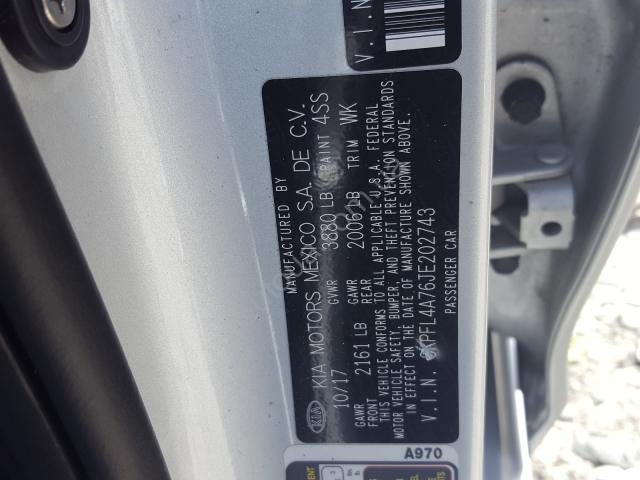 MANUFACTURED BY
KIA KIA MOTORS MEXICO S.A. DE C.V.
10/17 GVWR 3880 LB PAINT 4SS
GAWR FRONT 2161 LB GAWR REAR 2006 LB TRIM WK
THIS VEHICLE CONFORMS TO ALL APPLICABLE U.S.A. FEDERAL
MOTOR VEHICLE SAFETY, BUMPER, AND THEFT PREVENTION STANDARDS
IN EFFECT ON THE DATE OF MANUFACTURE SHOWN ABOVE.
V.I.N. 3KPFL4A76JE202743
PASSENGER CAR
V.I.N
A970